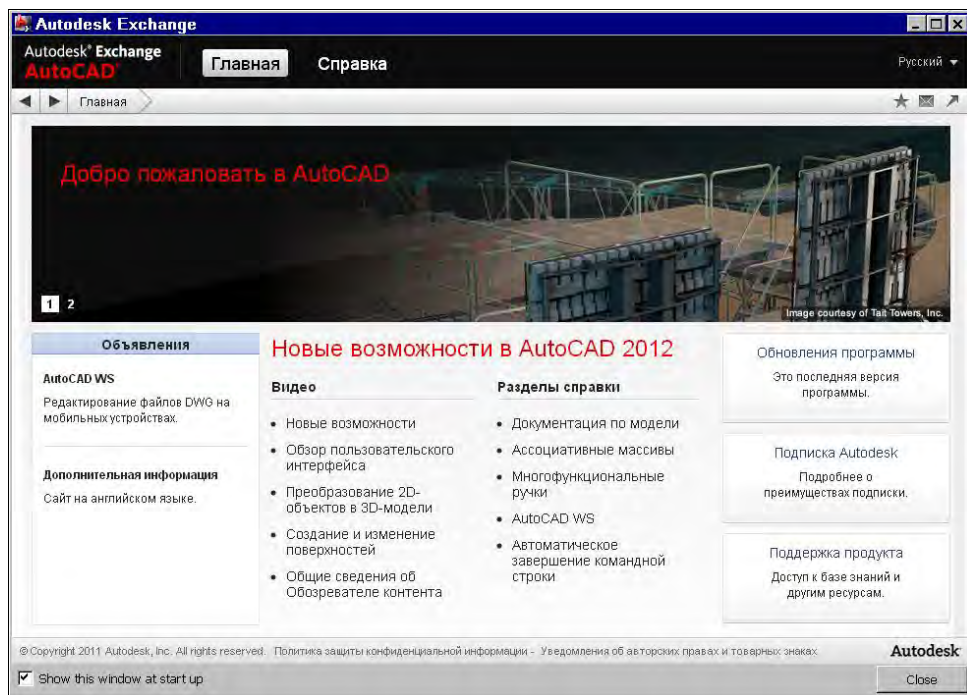 Autodesk Exchange
Autodesk® Exchange
AutoCAD®
Главная
Справка
Русский
Главная
Добро пожаловать в AutoCAD
1 2
Image courtesy of Tait Towers, Inc.
Объявления
AutoCAD WS
Редактирование файлов DWG на
мобильных устройствах.
Дополнительная информация
Сайт на английском языке.
Новые возможности в AutoCAD 2012
Видео
• Новые возможности
• Обзор пользовательского
интерфейса
• Преобразование 2D-
объектов в 3D-модели
• Создание и изменение
поверхностей
• Общие сведения об
Обозревателе контента
Разделы справки
• Документация по модели
• Ассоциативные массивы
• Многофункциональные
ручки
• AutoCAD WS
• Автоматическое
завершение командной
строки
Обновления программы
Это последняя версия
программы.
Подписка Autodesk
Подробнее о
преимуществах подписки.
Поддержка продукта
Доступ к базе знаний и
другим ресурсам.
© Copyright 2011 Autodesk, Inc. All rights reserved. Политика защиты конфиденциальной информации - Уведомления об авторских правах и товарных знаках
Autodesk
Show this window at start up
Close